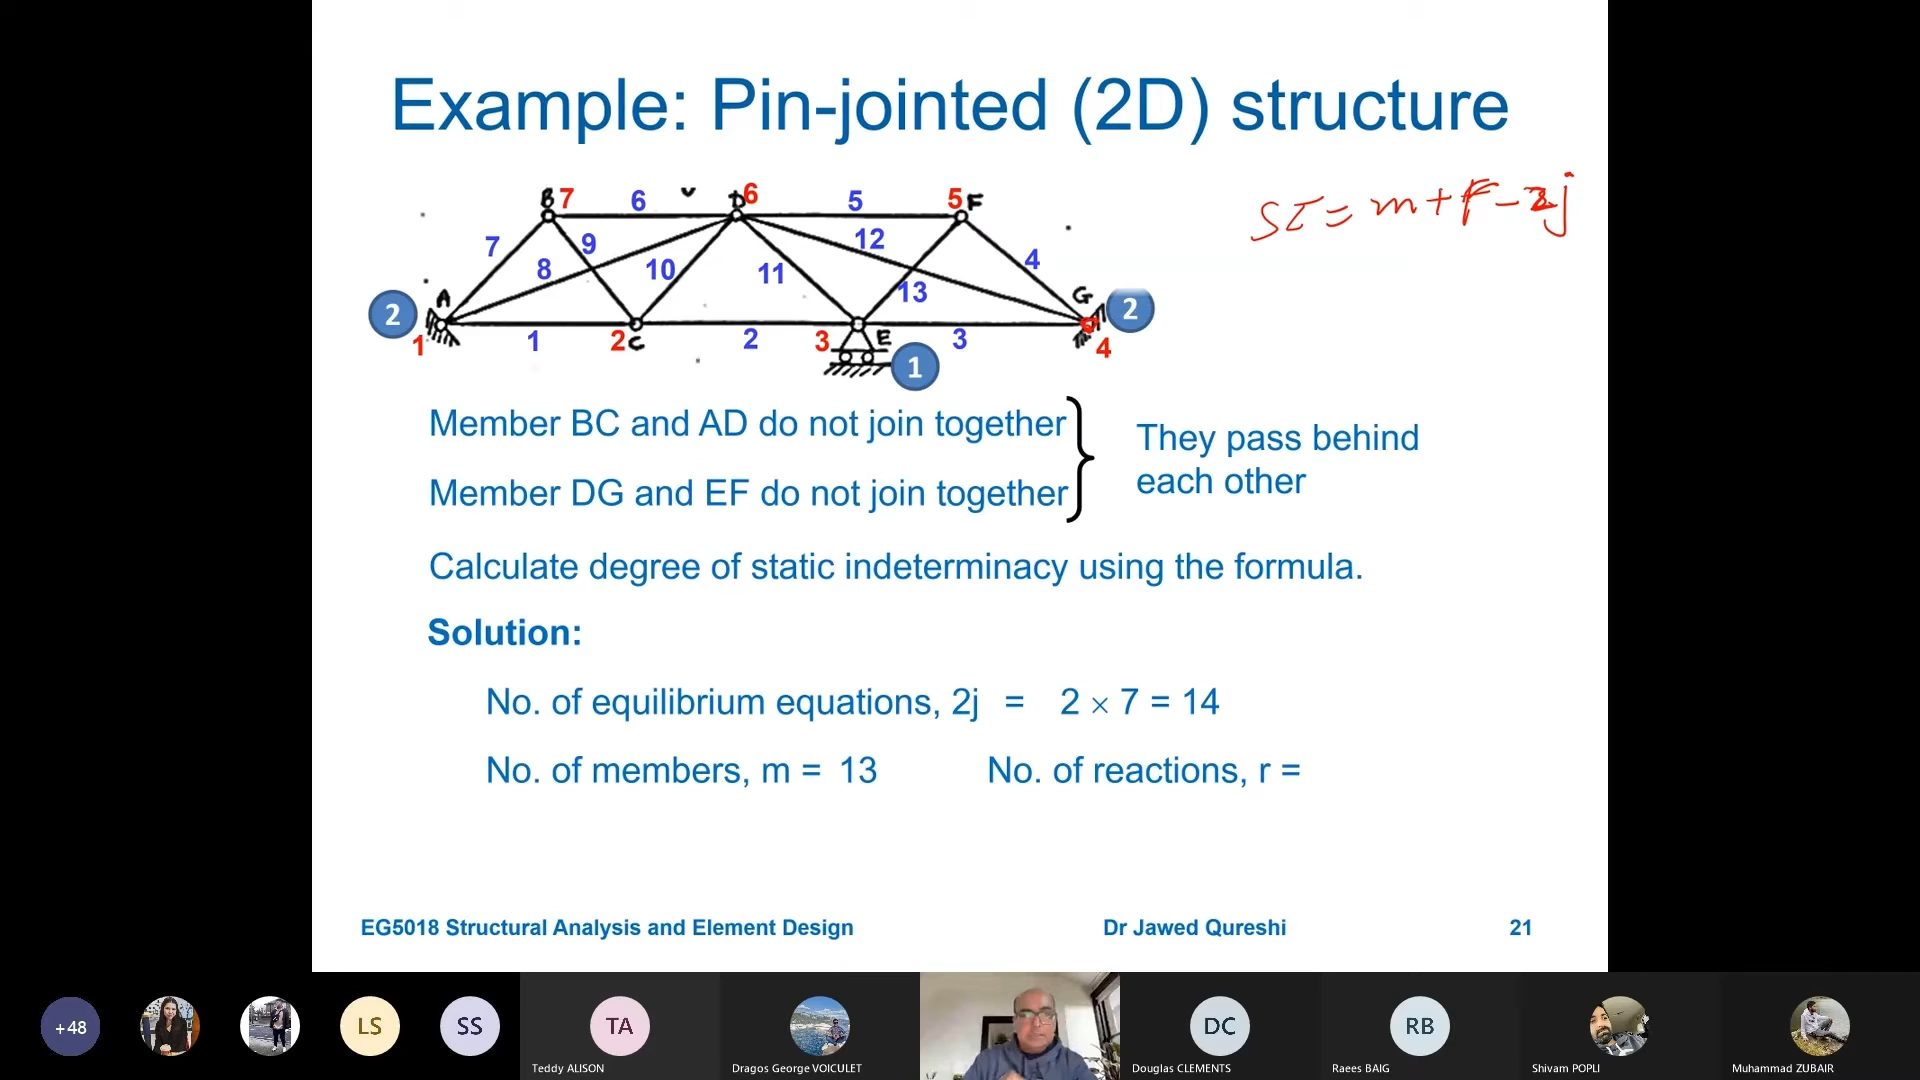 Example: Pin-jointed (2D) structure
SI = m + r - 2j
B 7 6 D 6 5 5 F
7 9 8 10 11 12 13 4
2 A G 2
1 1 2 C 2 3 E 3 4
1
Member BC and AD do not join together
Member DG and EF do not join together
They pass behind
each other
Calculate degree of static indeterminacy using the formula.
Solution:
No. of equilibrium equations, 2j = 2 × 7 = 14
No. of members, m = 13 No. of reactions, r =
EG5018 Structural Analysis and Element Design Dr Jawed Qureshi 21
+48 LS SS TA DC RB
Teddy ALISON Dragos George VOICULET Douglas CLEMENTS Raees BAIG Shivam POPLI Muhammad ZUBAIR